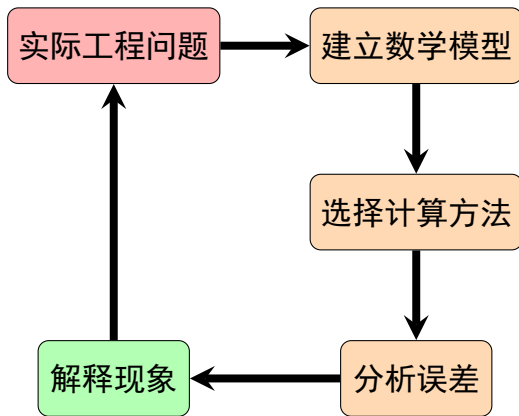 实际工程问题
建立数学模型
选择计算方法
分析误差
解释现象